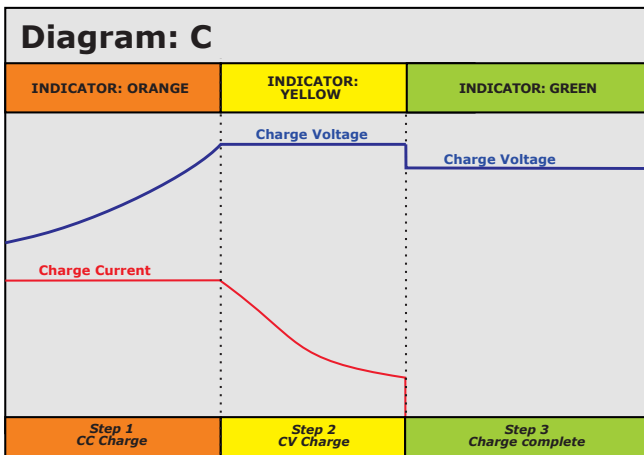 Diagram: C
INDICATOR: ORANGE
INDICATOR:
YELLOW
INDICATOR: GREEN
Charge Voltage
Charge Voltage
Charge Current
Step 1
CC Charge
Step 2
CV Charge
Step 3
Charge complete